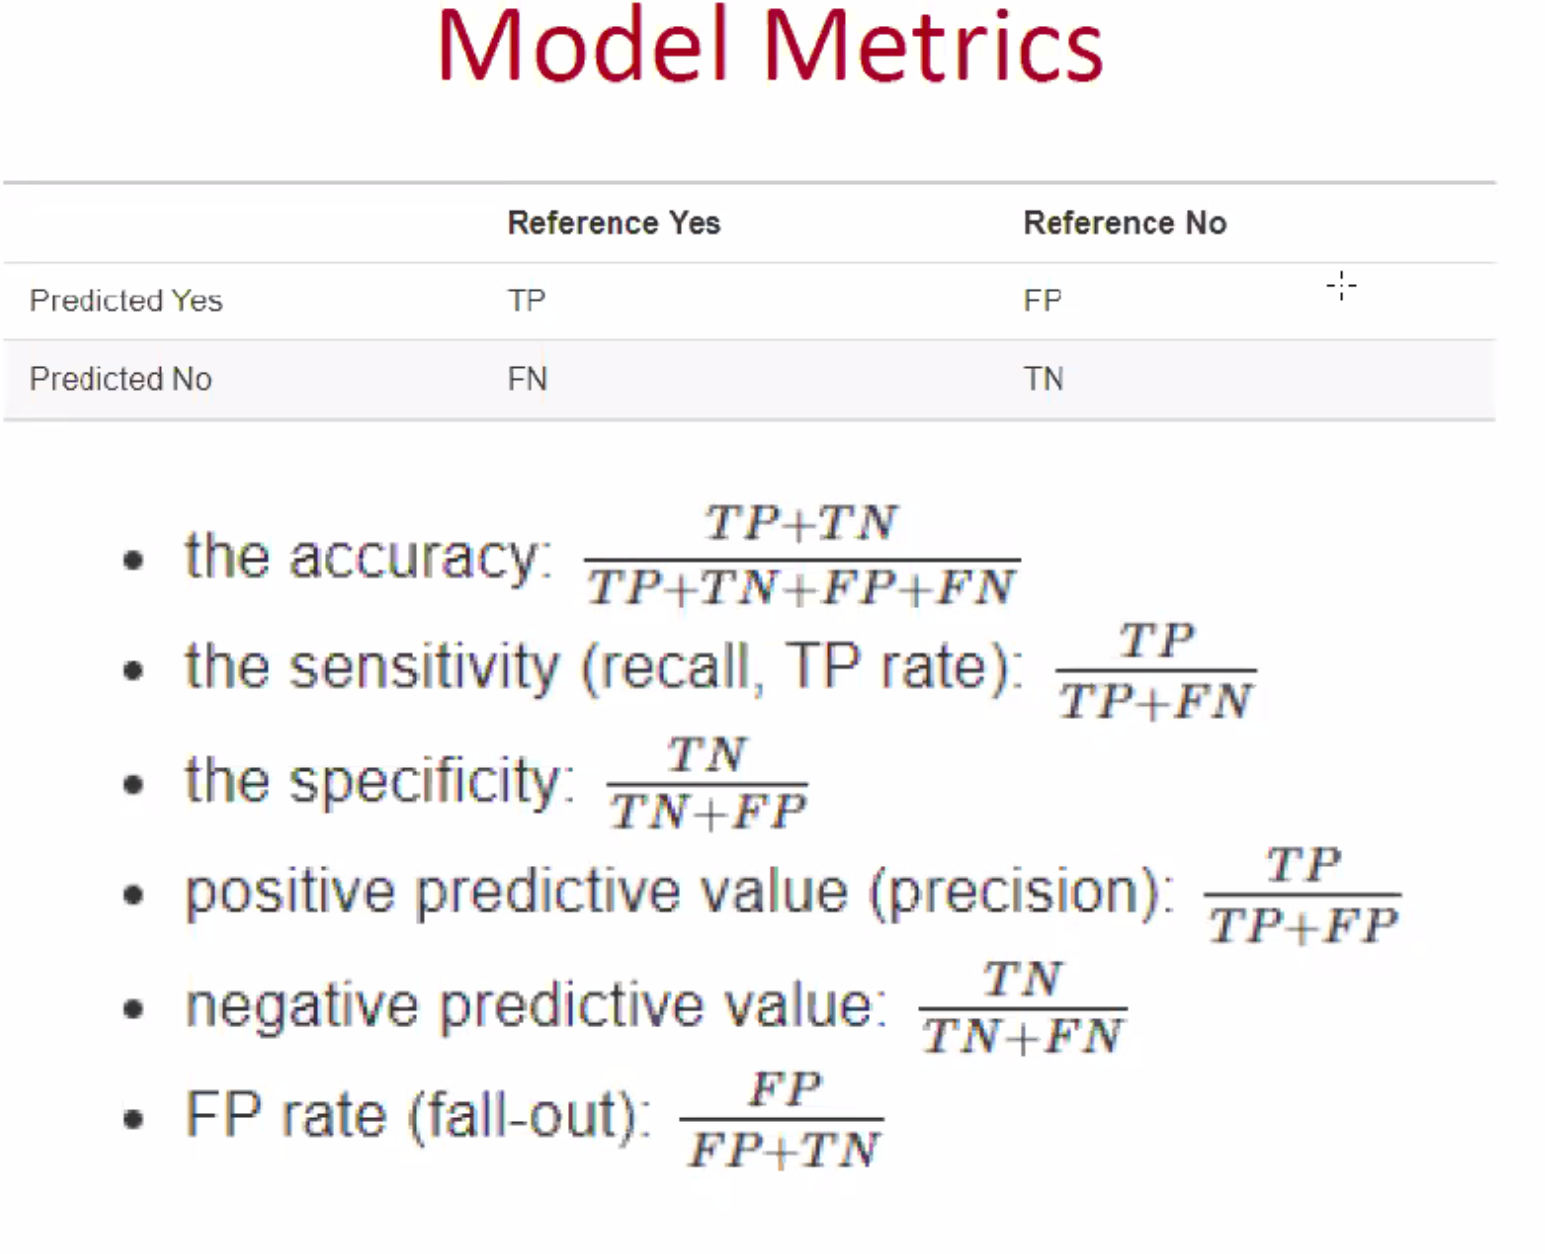 Model Metrics
Reference Yes Reference No
Predicted Yes TP FP
Predicted No FN TN
• the accuracy: \frac{TP+TN}{TP+TN+FP+FN}
• the sensitivity (recall, TP rate): \frac{TP}{TP+FN}
• the specificity: \frac{TN}{TN+FP}
• positive predictive value (precision): \frac{TP}{TP+FP}
• negative predictive value: \frac{TN}{TN+FN}
• FP rate (fall-out): \frac{FP}{FP+TN}